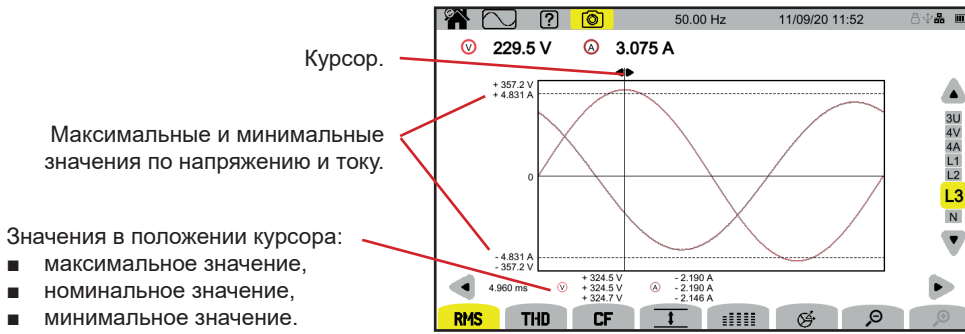 50.00 Hz 11/09/20 11:52
V 229.5 V A 3.075 A
Курсор.
+ 357.2 V
+ 4.831 A
Максимальные и минимальные
значения по напряжению и току.
3U
4V
4A
L1
L2
L3
N
0
Значения в положении курсора:
- 4.831 A
- 357.2 V
■ максимальное значение,
■ номинальное значение,
■ минимальное значение.
+ 324.5 V - 2.190 A
4.960 ms V + 324.5 V A - 2.190 A
+ 324.7 V - 2.146 A
RMS THD CF